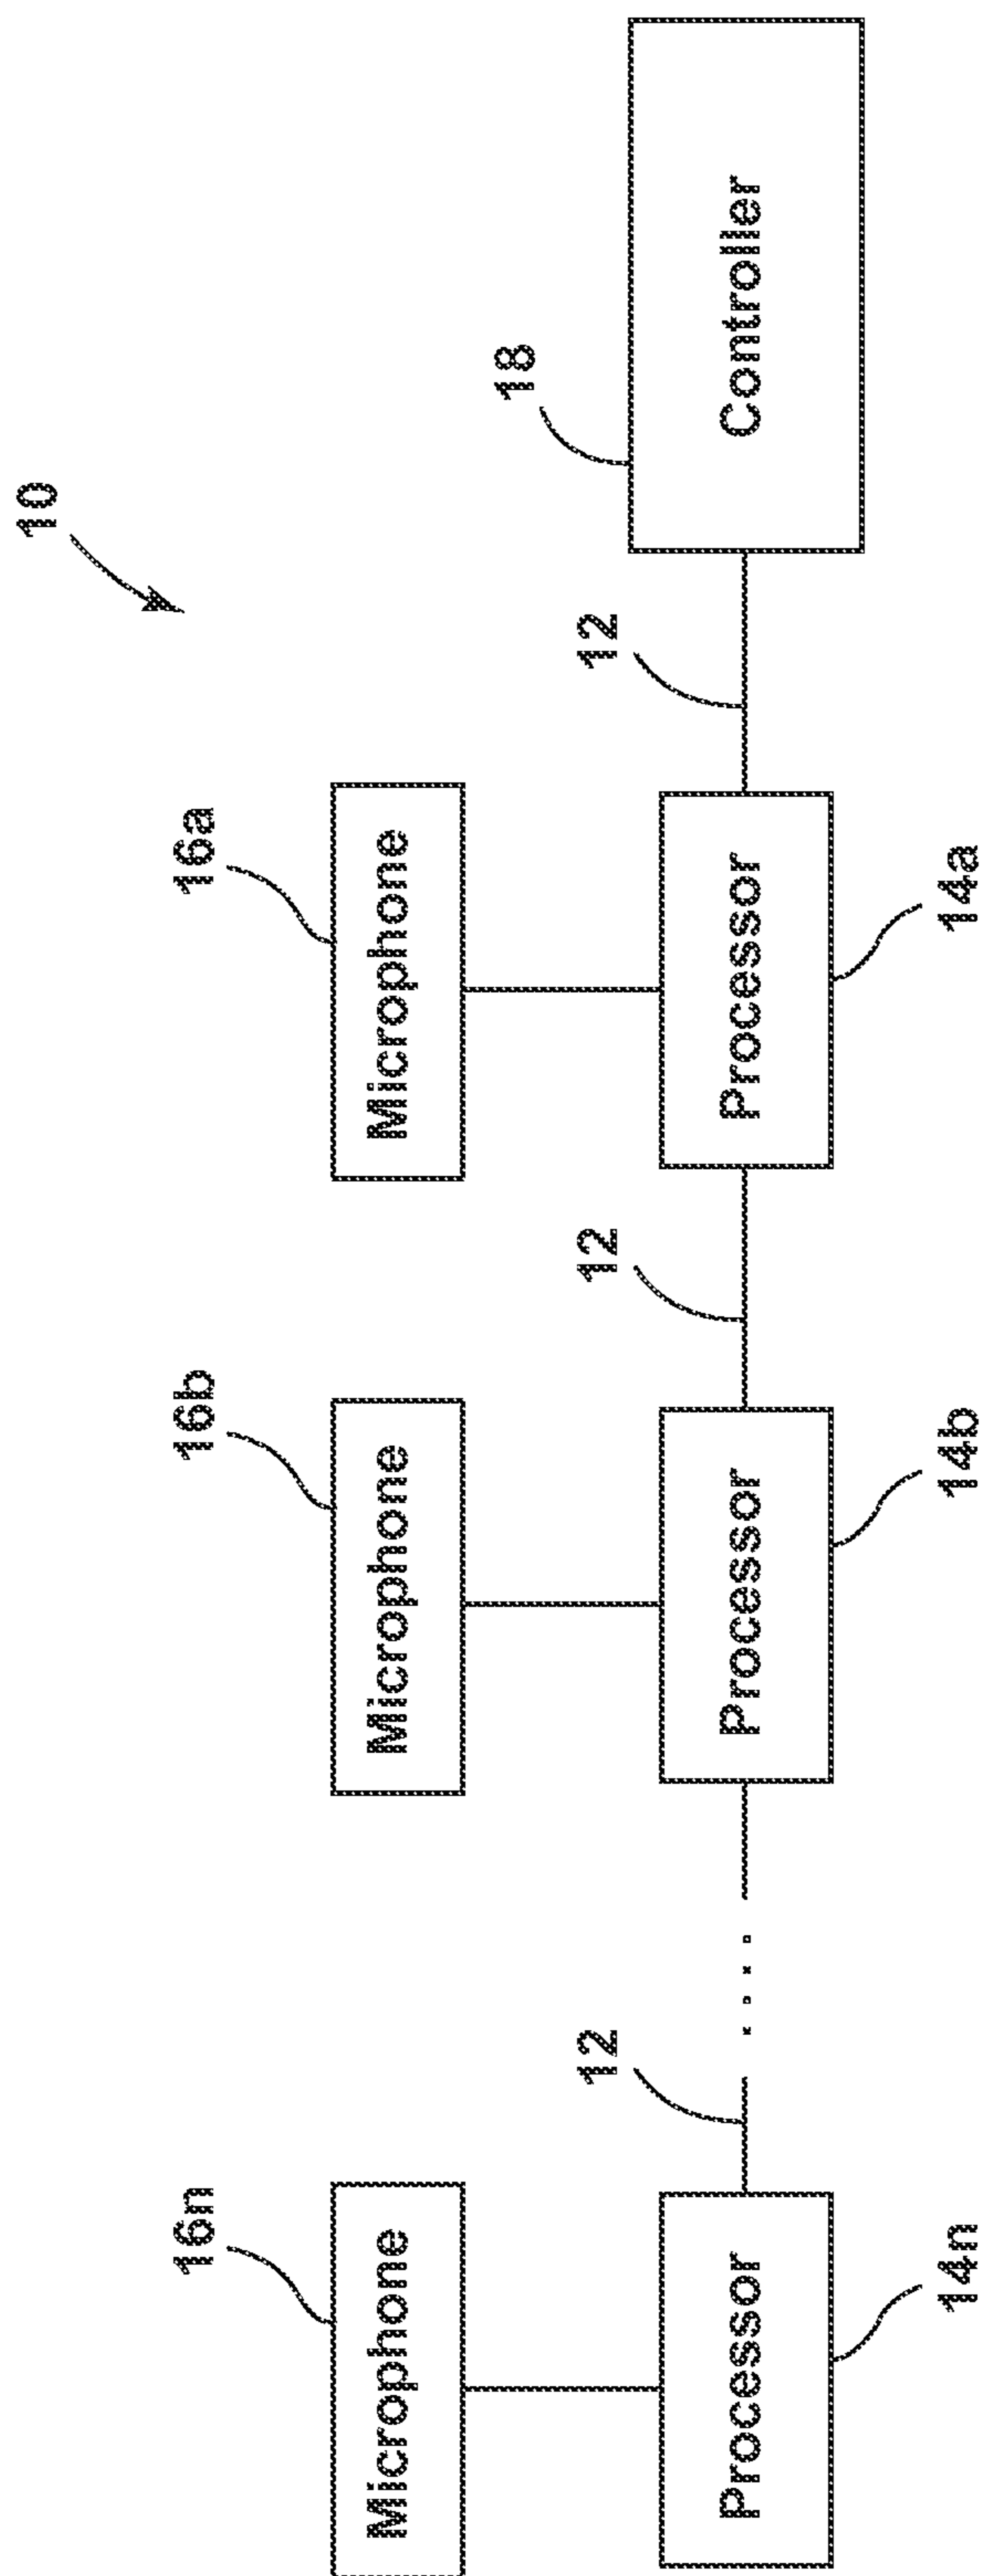 10
16n
16b
16a
Microphone
Microphone
Microphone
18
12
12
12
Processor
Processor
Processor
Controller
14n
14b
14a